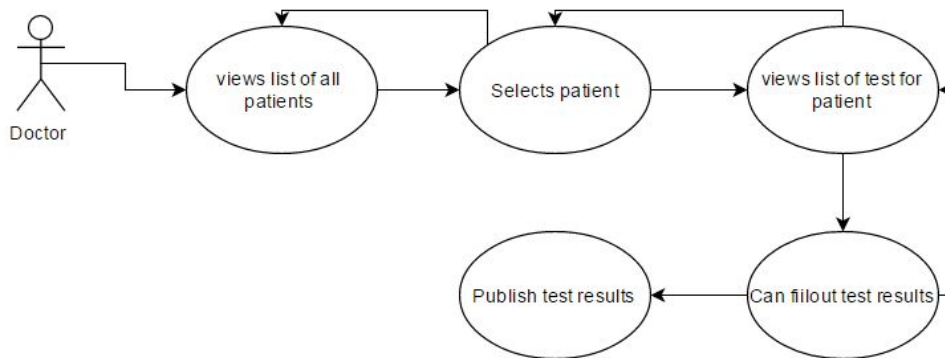 views list of all
patients
Selects patient
views list of test for
patient
Doctor
Publish test results
Can fiilout test results